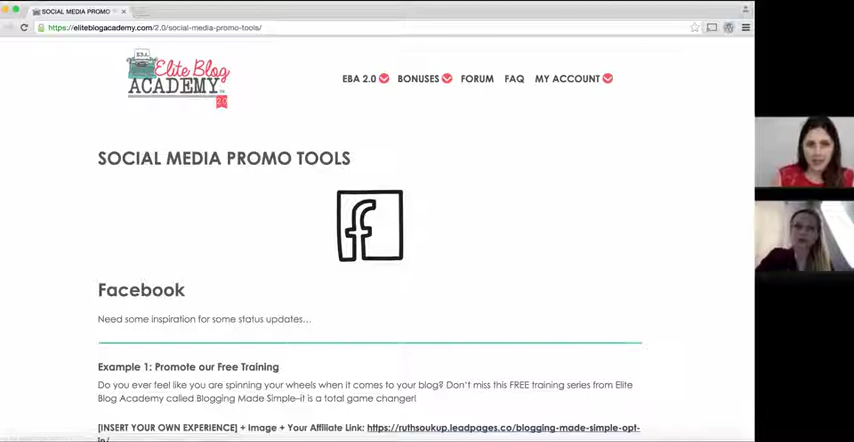 SOCIAL MEDIA PROMO
https://eliteblogacademy.com/2.0/social-media-promo-tools/
EBA
Elite Blog
ACADEMY
2.0
EBA 2.0 BONUSES FORUM FAQ MY ACCOUNT
SOCIAL MEDIA PROMO TOOLS
f
Facebook
Need some inspiration for some status updates…
Example 1: Promote our Free Training
Do you ever feel like you are spinning your wheels when it comes to your blog? Don't miss this FREE training series from Elite
Blog Academy called Blogging Made Simple–it is a total game changer!
[INSERT YOUR OWN EXPERIENCE] + Image + Your Affiliate Link: https://ruthsoukup.leadpages.co/blogging-made-simple-opt-
in/